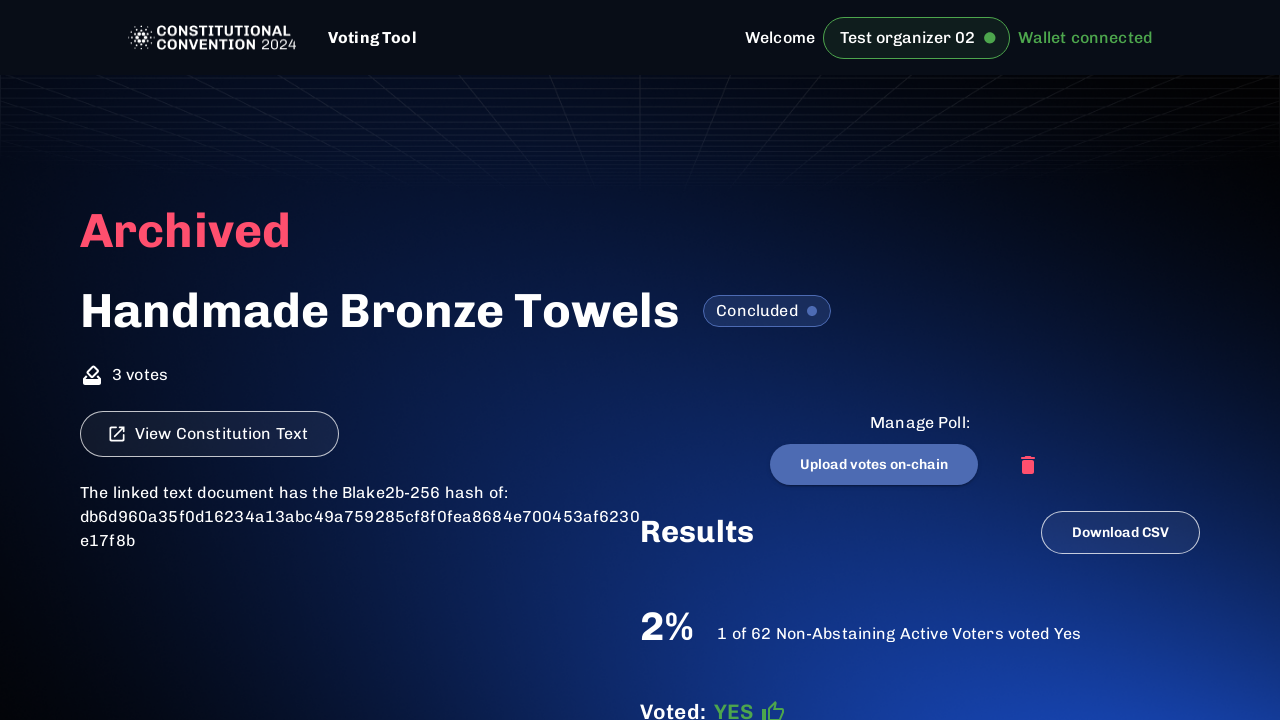 CONSTITUTIONAL
CONVENTION 2024
Voting Tool
Welcome Test organizer 02 Wallet connected
Archived
Handmade Bronze Towels Concluded
3 votes
View Constitution Text
Manage Poll:
Upload votes on-chain
The linked text document has the Blake2b-256 hash of:
db6d960a35f0d16234a13abc49a759285cf8f0fea8684e700453af6230
e17f8b
Results Download CSV
2% 1 of 62 Non-Abstaining Active Voters voted Yes
Voted: YES